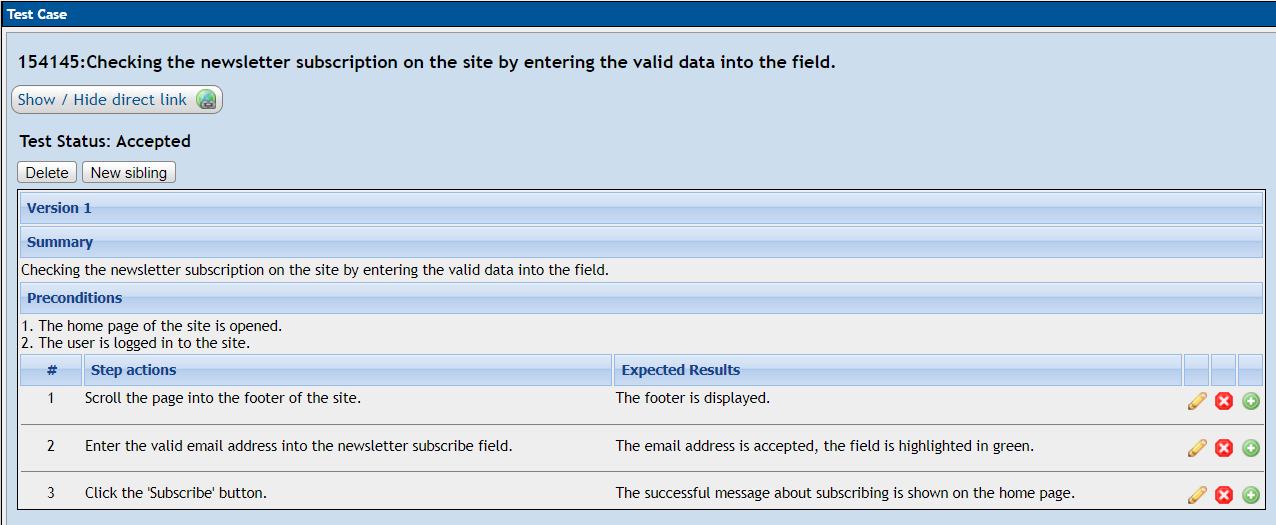 Test Case
154145:Checking the newsletter subscription on the site by entering the valid data into the field.
Show / Hide direct link
Test Status: Accepted
Delete New sibling
Version 1
Summary
Checking the newsletter subscription on the site by entering the valid data into the field.
Preconditions
1. The home page of the site is opened.
2. The user is logged in to the site.
# Step actions Expected Results
1 Scroll the page into the footer of the site. The footer is displayed.
2 Enter the valid email address into the newsletter subscribe field. The email address is accepted, the field is highlighted in green.
3 Click the 'Subscribe' button. The successful message about subscribing is shown on the home page.